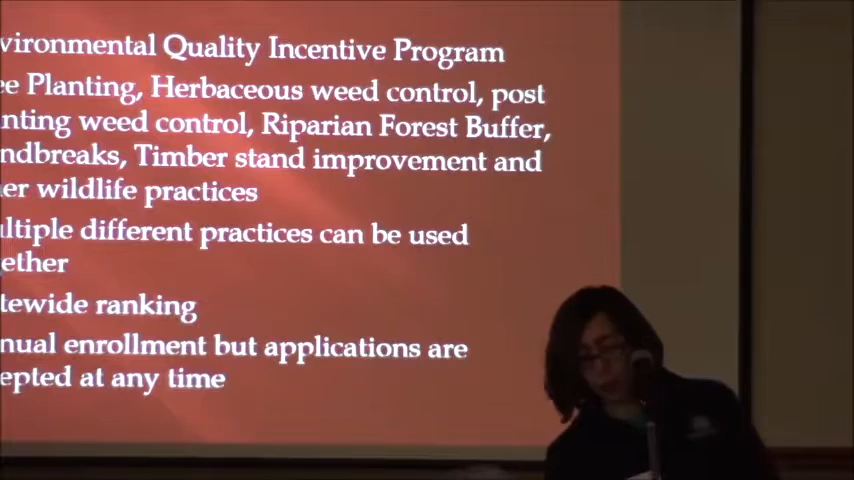 vironmental Quality Incentive Program
ee Planting, Herbaceous weed control, post
nting weed control, Riparian Forest Buffer,
ndbreaks, Timber stand improvement and
er wildlife practices
ltiple different practices can be used
ether
tewide ranking
nual enrollment but applications are
epted at any time